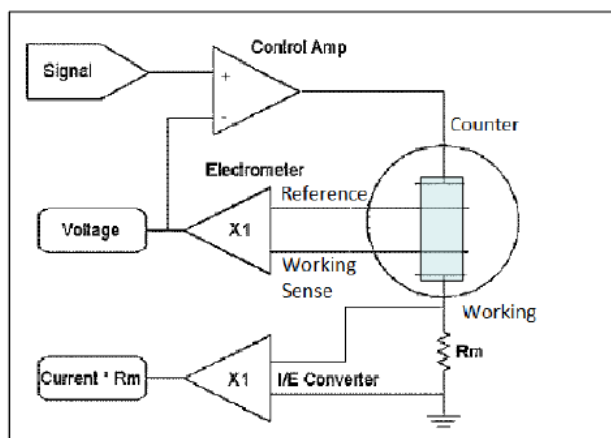 Control Amp
Signal
+
-
Counter
Electrometer
Reference
Voltage
X1
Working
Sense
Working
Rm
Current * Rm
X1
I/E Converter